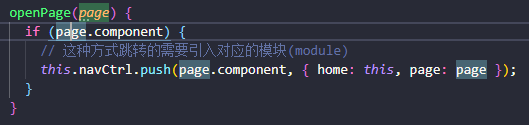 openPage(page) {
if (page.component) {
// 这种方式跳转的需要引入对应的模块(module)
this.navCtrl.push(page.component, { home: this, page: page });
}
}